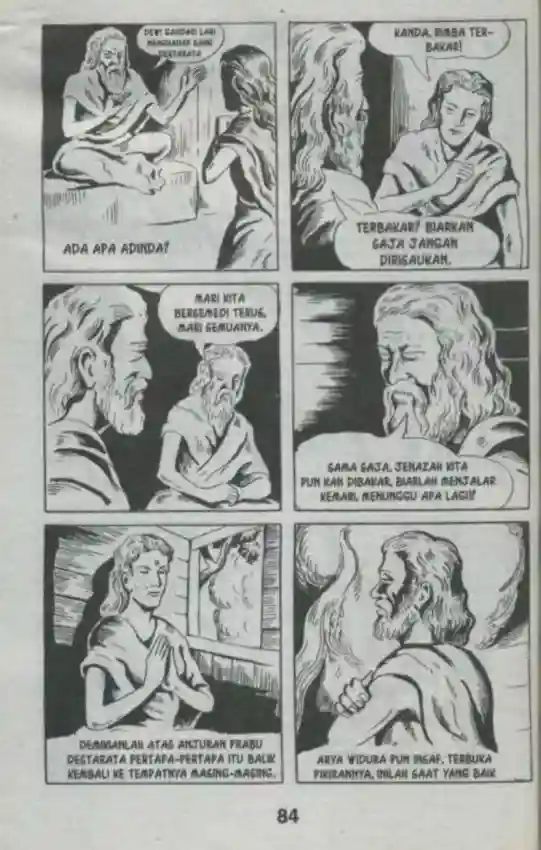 DEWI GANDARI LARI
MENGHADAP SANG
DESTARATA
ADA APA ADINDA?
KANDA, RIMBA TER-
BAKAR!
TERBAKAR? BIARKAN
SAJA JANGAN
DIRISAUKAN.
MARI KITA
BERSEMEDI TERUS,
MARI SEMUANYA.
SAMA SAJA, JENAZAH KITA
PUN KAN DIBAKAR, BIARLAH MENJALAR
KEMARI, MENUNGGU APA LAGI?
DEMIKIANLAH ATAS ANJURAN PRABU
DESTARATA PERTAPA-PERTAPA ITU BALIK
KEMBALI KE TEMPATNYA MASING-MASING.
ARYA WIDURA PUN INSAF, TERBUKA
PIKIRANNYA, INILAH SAAT YANG BAIK
84